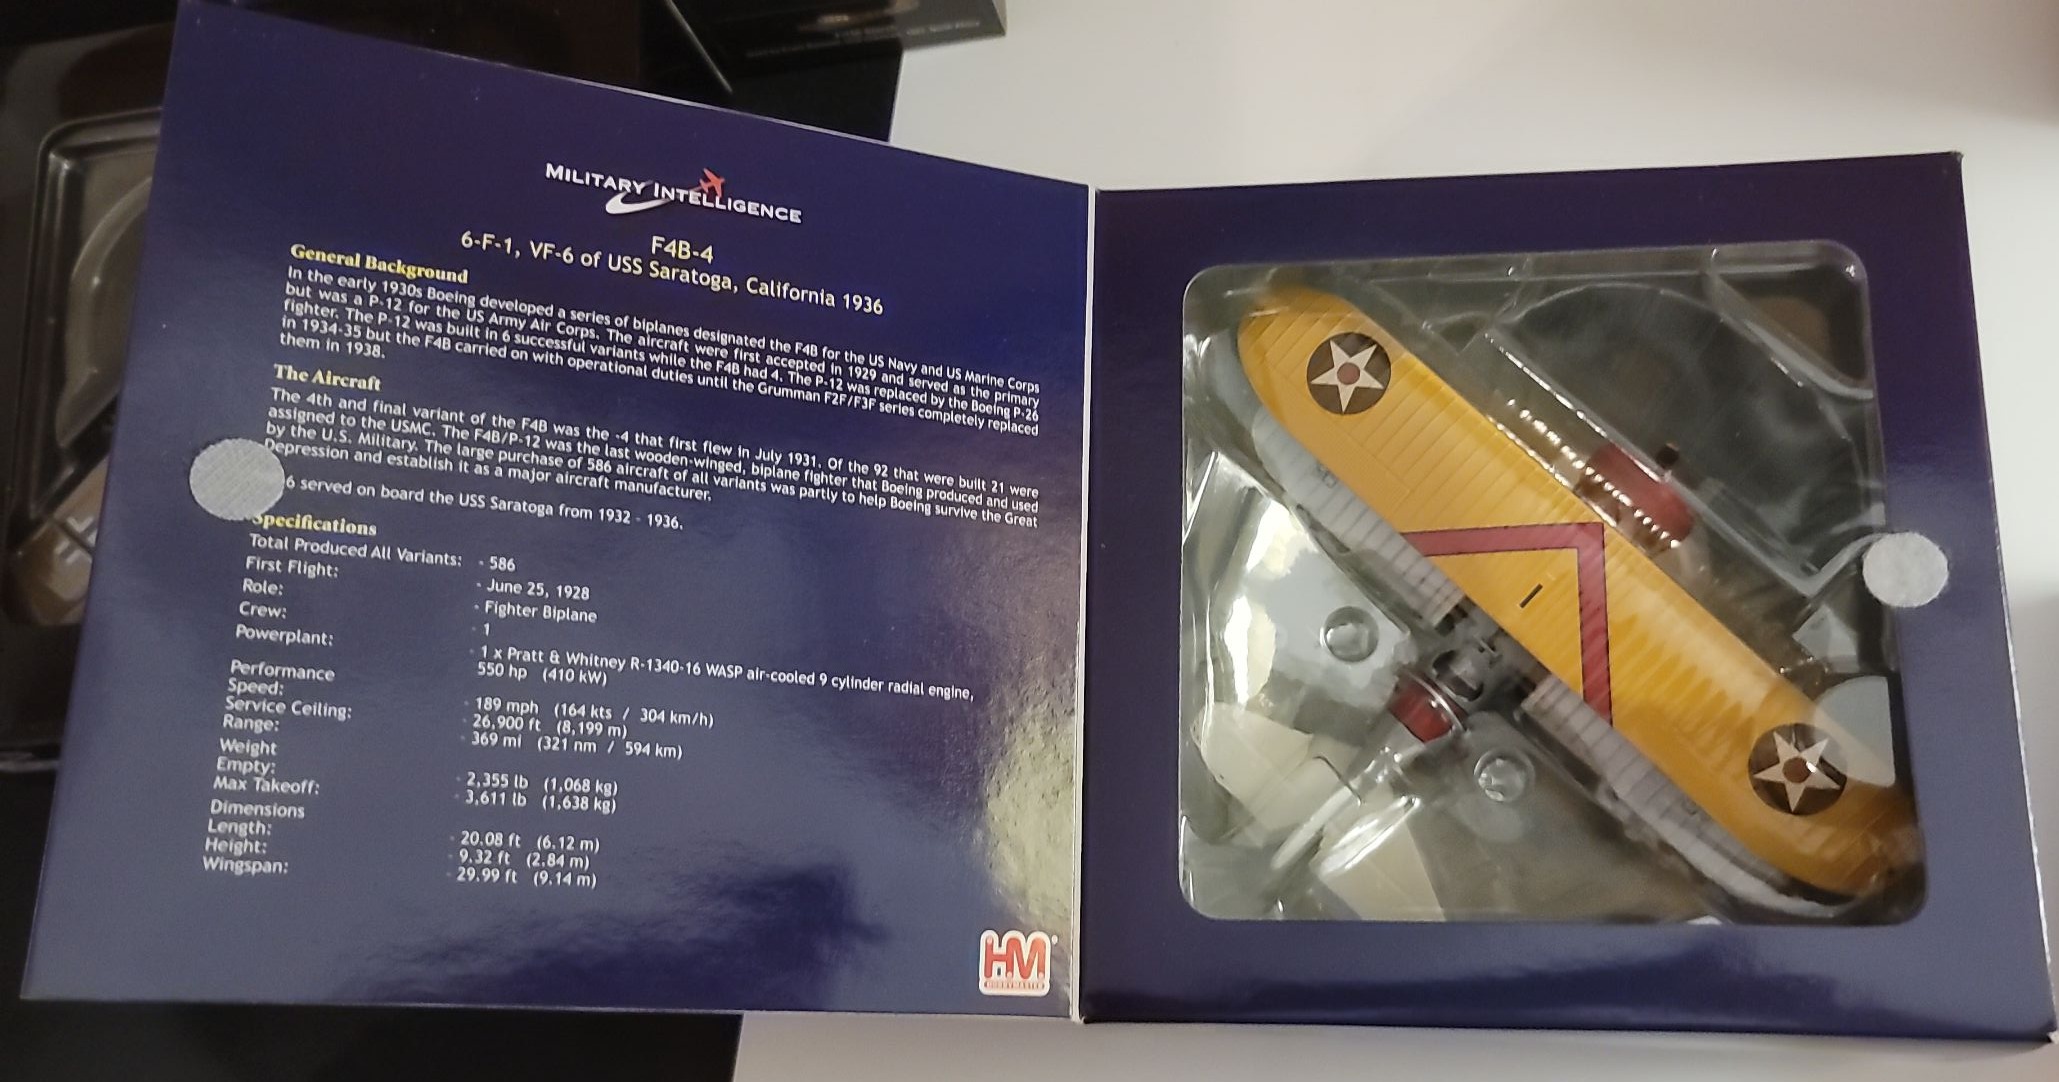 MILITARY INTELLIGENCE
F4B-4
6-F-1, VF-6 of USS Saratoga, California 1936
General Background
In the early 1930s Boeing developed a series of biplanes designated the F4B for the US Navy and US Marine Corps
but was a P-12 for the US Army Air Corps. The aircraft were first accepted in 1929 and served as the primary
fighter. The P-12 was built in 6 successful variants while the F4B had 4. The P-12 was replaced by the Boeing P-26
in 1934-35 but the F4B carried on with operational duties until the Grumman F2F/F3F series completely replaced
them in 1938.
The Aircraft
The 4th and final variant of the F4B was the -4 that first flew in July 1931. Of the 92 that were built 21 were
assigned to the USMC. The F4B/P-12 was the last wooden-winged, biplane fighter that Boeing produced and used
by the U.S. Military. The large purchase of 586 aircraft of all variants was partly to help Boeing survive the Great
Depression and establish it as a major aircraft manufacturer.
6 served on board the USS Saratoga from 1932 - 1936.
Specifications
Total Produced All Variants: - 586
First Flight: - June 25, 1928
Role: - Fighter Biplane
Crew: - 1
Powerplant: - 1 x Pratt & Whitney R-1340-16 WASP air-cooled 9 cylinder radial engine,
550 hp (410 kW)
Performance
Speed: - 189 mph (164 kts / 304 km/h)
Service Ceiling: - 26,900 ft (8,199 m)
Range: - 369 mi (321 nm / 594 km)
Weight
Empty: - 2,355 lb (1,068 kg)
Max Takeoff: - 3,611 lb (1,638 kg)
Dimensions
Length: - 20.08 ft (6.12 m)
Height: - 9.32 ft (2.84 m)
Wingspan: - 29.99 ft (9.14 m)
HM
HOBBYMASTER
1